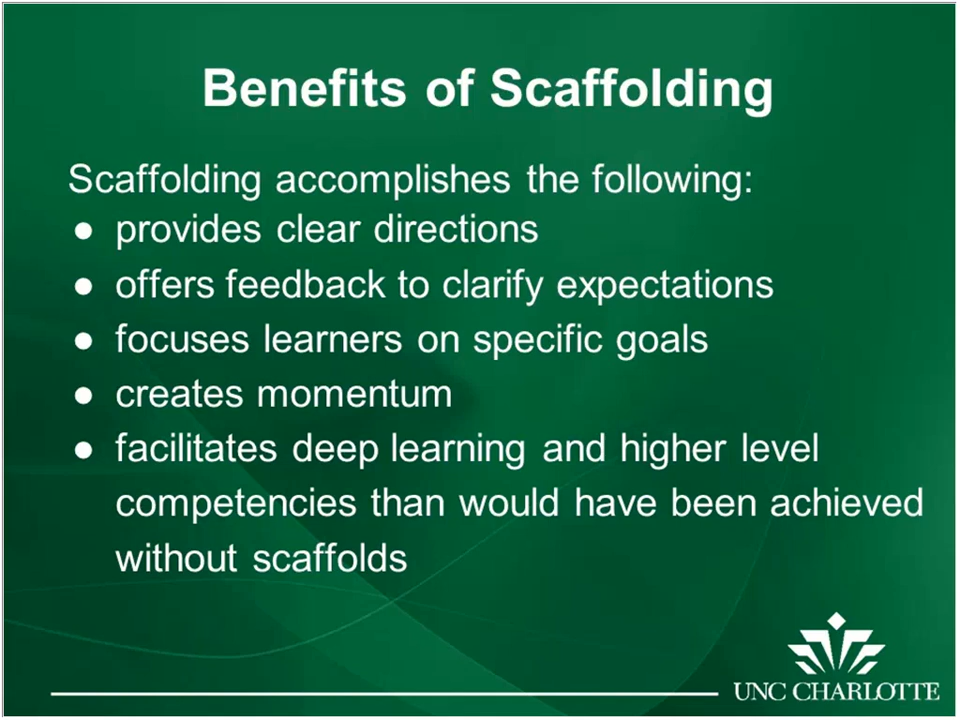 Benefits of Scaffolding
Scaffolding accomplishes the following:
● provides clear directions
● offers feedback to clarify expectations
● focuses learners on specific goals
● creates momentum
● facilitates deep learning and higher level
competencies than would have been achieved
without scaffolds
UNC CHARLOTTE